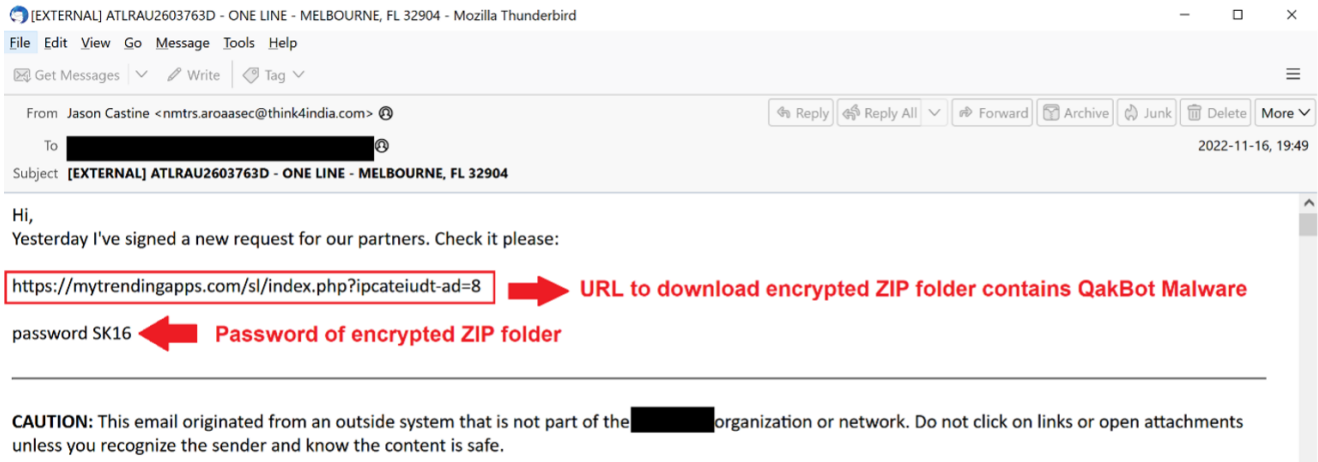 [EXTERNAL] ATLRAU2603763D - ONE LINE - MELBOURNE, FL 32904 - Mozilla Thunderbird
File Edit View Go Message Tools Help
Get Messages Write Tag
From Jason Castine <nmtrs.aroaasec@think4india.com> Reply Reply All Forward Archive Junk Delete More
To 2022-11-16, 19:49
Subject [EXTERNAL] ATLRAU2603763D - ONE LINE - MELBOURNE, FL 32904
Hi,
Yesterday I've signed a new request for our partners. Check it please:
https://mytrendingapps.com/sl/index.php?ipcateiudt-ad=8 URL to download encrypted ZIP folder contains QakBot Malware
password SK16 Password of encrypted ZIP folder
CAUTION: This email originated from an outside system that is not part of the organization or network. Do not click on links or open attachments
unless you recognize the sender and know the content is safe.